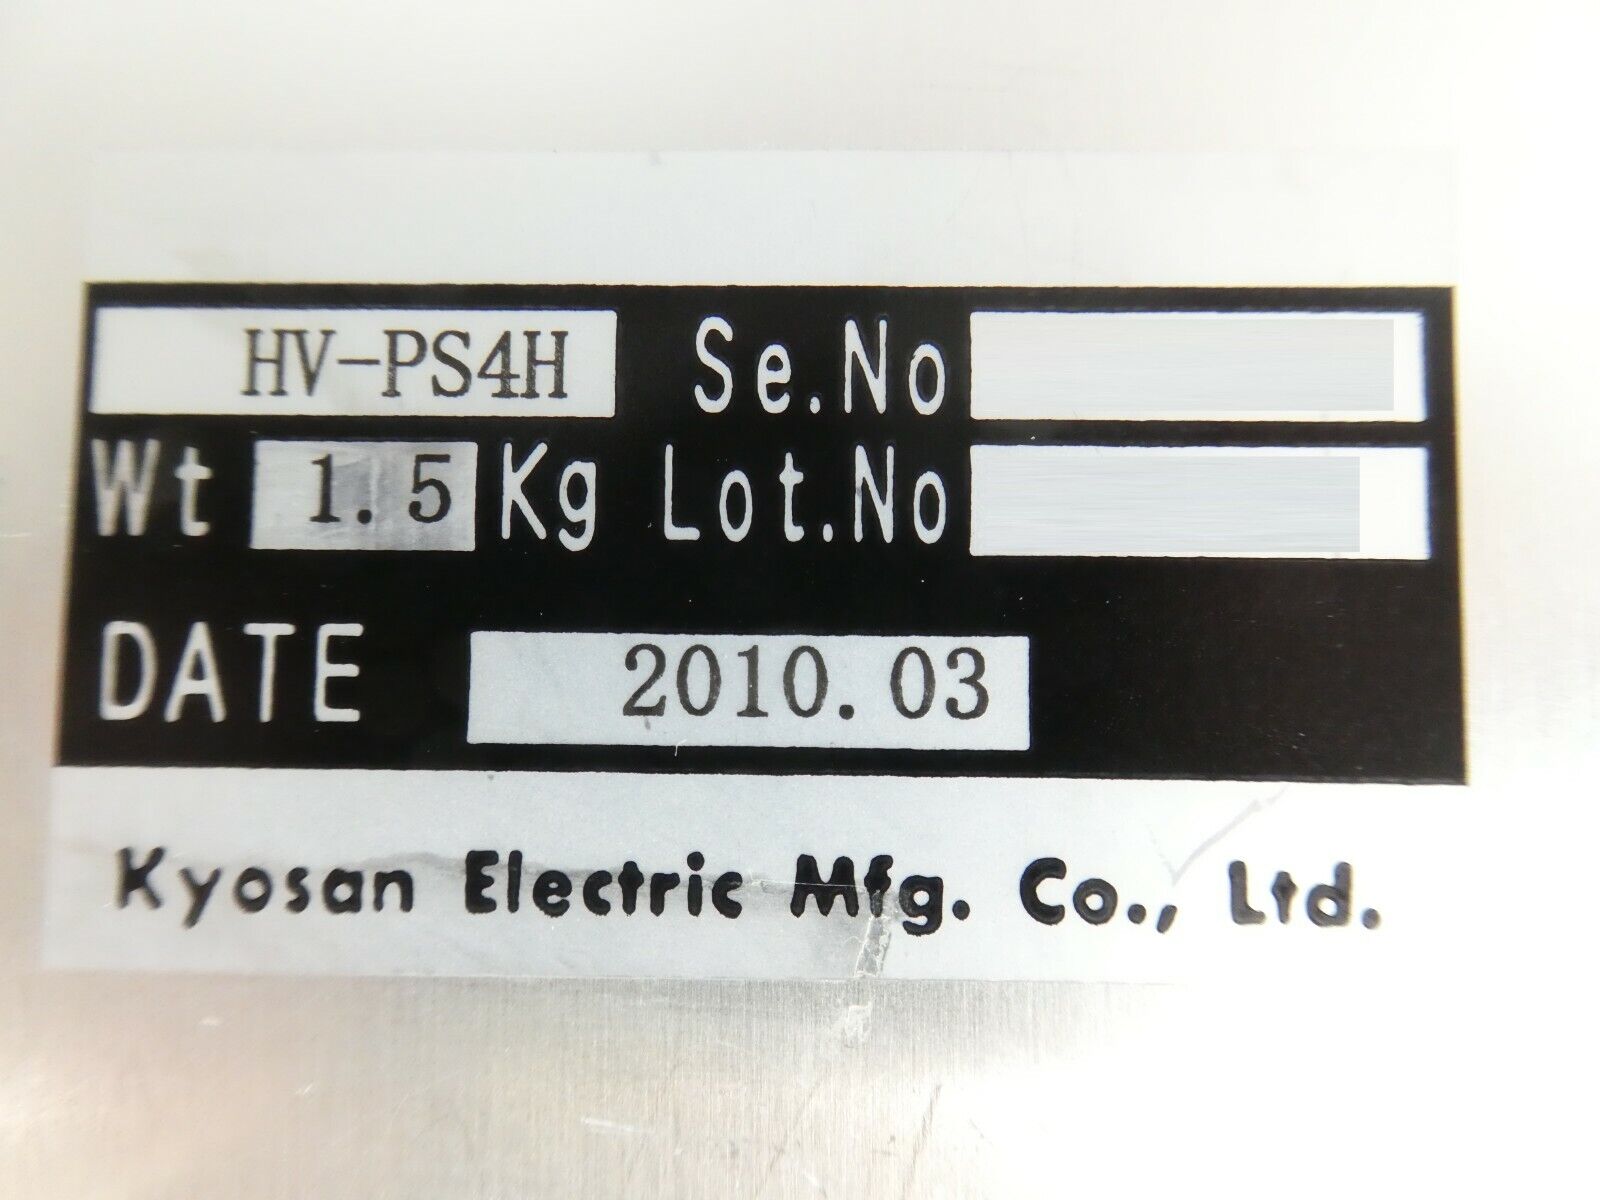 HV-PS4H Se.No
Wt 1.5 Kg Lot.No
DATE 2010.03
Kyosan Electric Mfg. Co., Ltd.